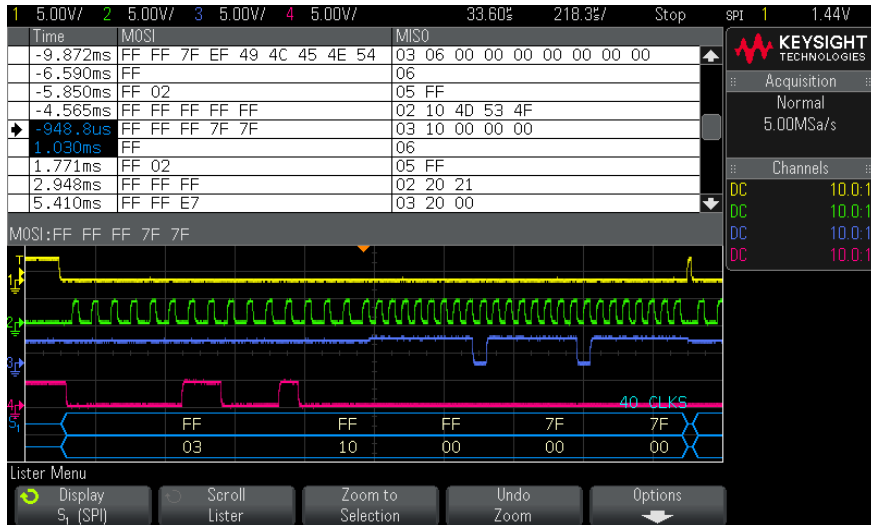 1 5.00V/ 2 5.00V/ 3 5.00V/ 4 5.00V/ 33.60% 218.3%/ Stop SPI 1 1.44V
Time MOSI MISO
-9.872ms FF FF 7F EF 49 4C 45 4E 54 03 06 00 00 00 00 00 00 00
-6.590ms FF 06
-5.850ms FF 02 05 FF
-4.565ms FF FF FF FF FF 02 10 4D 53 4F
-948.8us FF FF FF 7F 7F 03 10 00 00 00
1.030ms FF 06
1.771ms FF 02 05 FF
2.948ms FF FF FF 02 20 21
5.410ms FF FF E7 03 20 00
MOSI:FF FF FF 7F 7F
KEYSIGHT
TECHNOLOGIES
Acquisition
Normal
5.00MSa/s
Channels
DC 10.0:1
DC 10.0:1
DC 10.0:1
DC 10.0:1
T
1
2
3
4
40 CLKS
S1 FF FF FF 7F 7F
03 10 00 00 00
Lister Menu
Display Scroll Zoom to Undo Options
S1 (SPI) Lister Selection Zoom